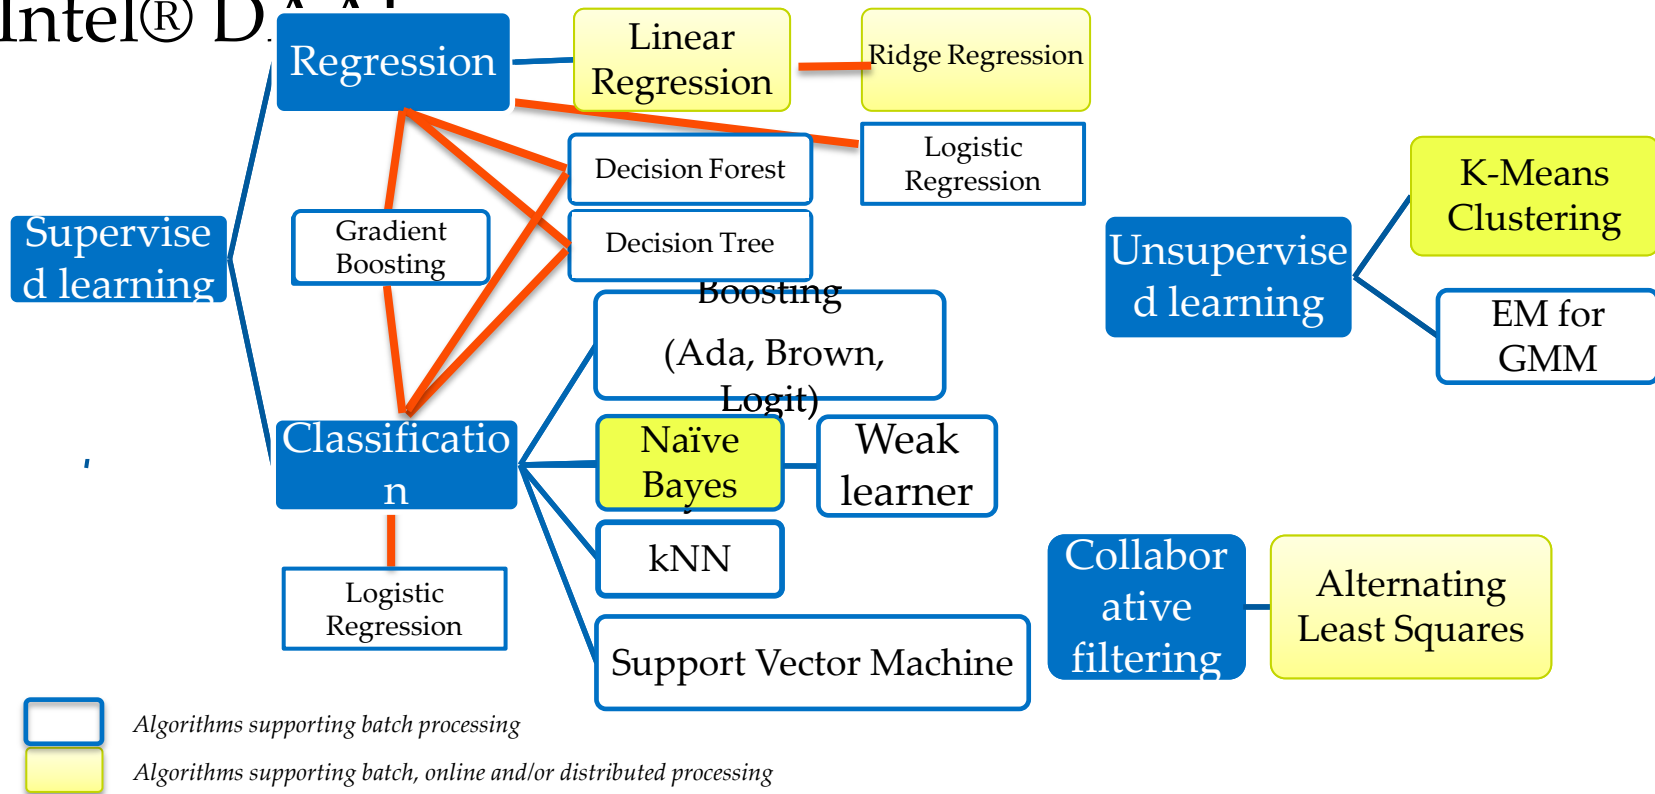 Intel® DAAL
Regression
Linear
Regression
Ridge Regression
Logistic
Regression
Decision Forest
Decision Tree
Gradient
Boosting
Supervise
d learning
Boosting
(Ada, Brown,
Logit)
Classificatio
n
Naïve
Bayes
Weak
learner
kNN
Logistic
Regression
Support Vector Machine
Unsupervise
d learning
K-Means
Clustering
EM for
GMM
Collabor
ative
filtering
Alternating
Least Squares
Algorithms supporting batch processing
Algorithms supporting batch, online and/or distributed processing